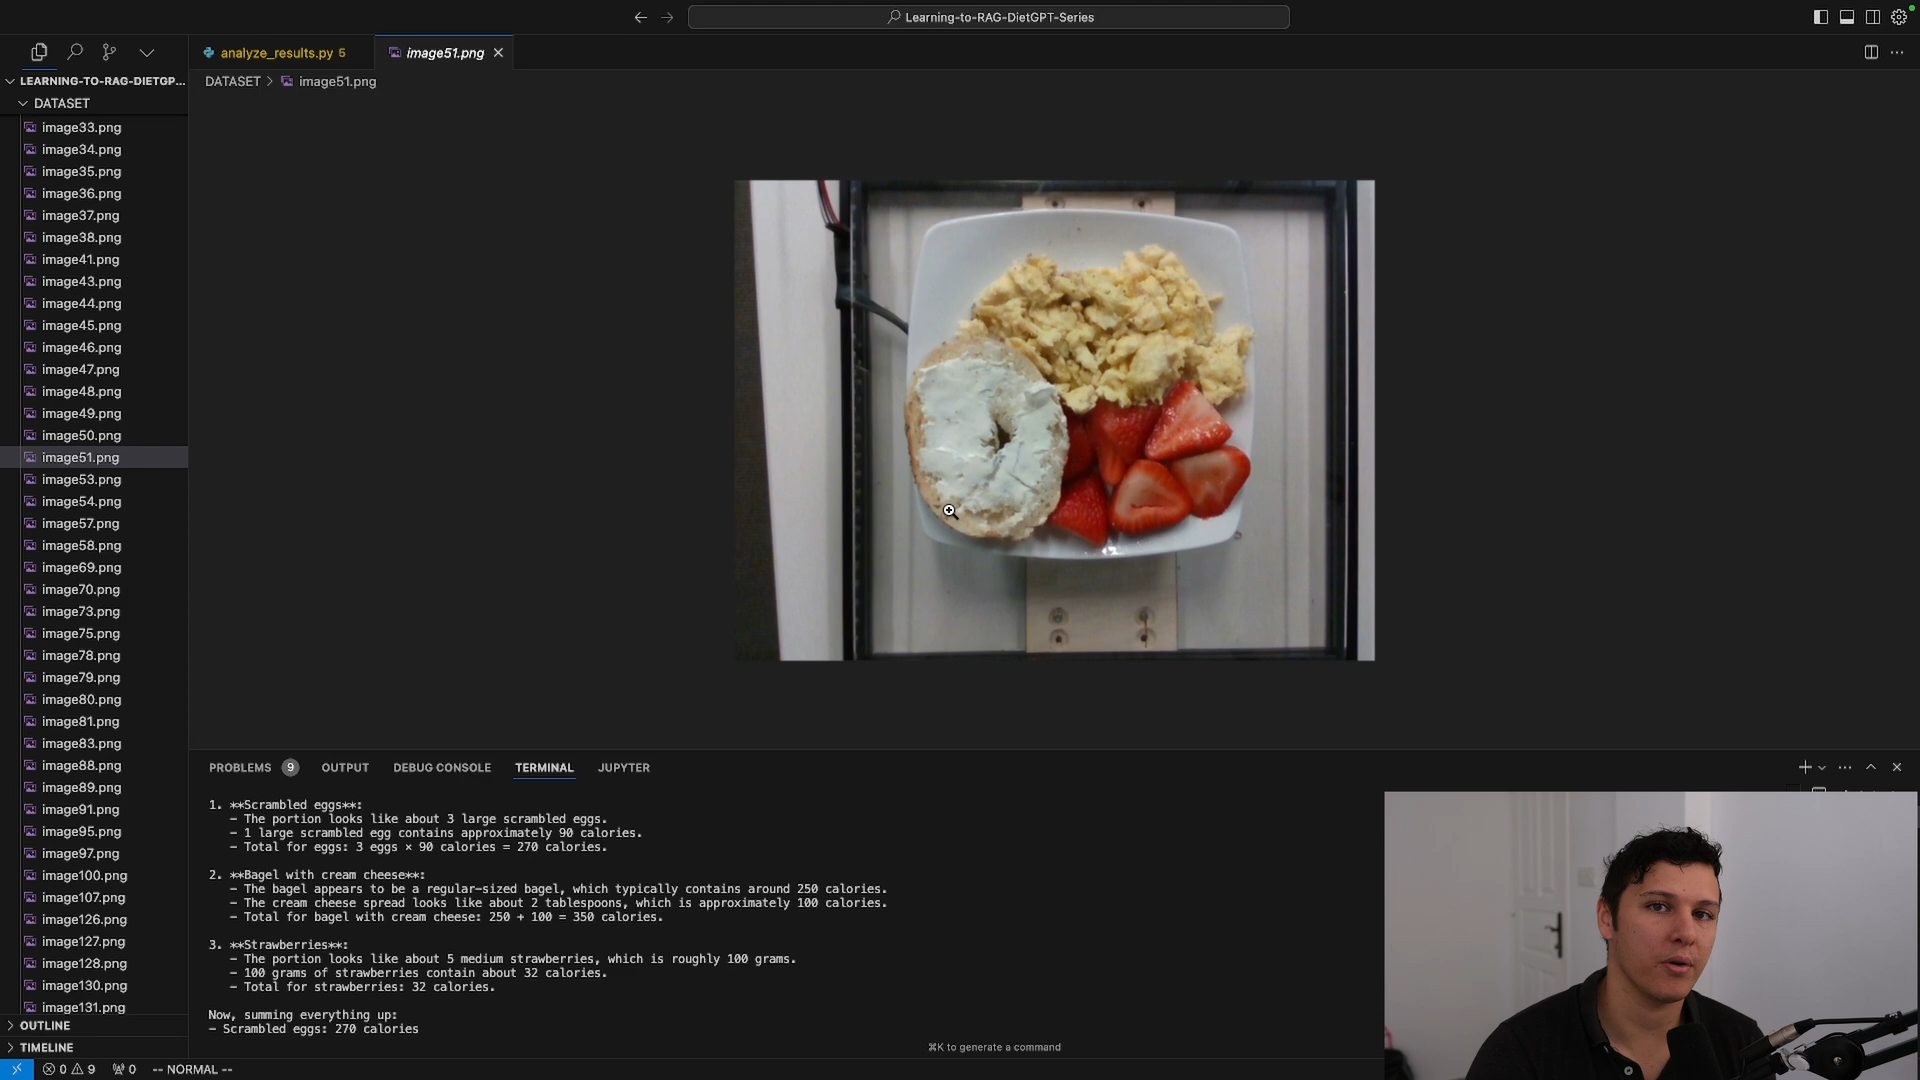 Learning-to-RAG-DietGPT-Series
LEARNING-TO-RAG-DIETGP...
DATASET
image33.png
image34.png
image35.png
image36.png
image37.png
image38.png
image41.png
image43.png
image44.png
image45.png
image46.png
image47.png
image48.png
image49.png
image50.png
image51.png
image53.png
image54.png
image57.png
image58.png
image69.png
image70.png
image73.png
image75.png
image78.png
image79.png
image80.png
image81.png
image83.png
image88.png
image89.png
image91.png
image95.png
image97.png
image100.png
image107.png
image126.png
image127.png
image128.png
image130.png
image131.png
OUTLINE
TIMELINE
analyze_results.py 5
image51.png
DATASET > image51.png
PROBLEMS 9 OUTPUT DEBUG CONSOLE TERMINAL JUPYTER
1. **Scrambled eggs**:
- The portion looks like about 3 large scrambled eggs.
- 1 large scrambled egg contains approximately 90 calories.
- Total for eggs: 3 eggs × 90 calories = 270 calories.
2. **Bagel with cream cheese**:
- The bagel appears to be a regular-sized bagel, which typically contains around 250 calories.
- The cream cheese spread looks like about 2 tablespoons, which is approximately 100 calories.
- Total for bagel with cream cheese: 250 + 100 = 350 calories.
3. **Strawberries**:
- The portion looks like about 5 medium strawberries, which is roughly 100 grams.
- 100 grams of strawberries contain about 32 calories.
- Total for strawberries: 32 calories.
Now, summing everything up:
- Scrambled eggs: 270 calories
⌘K to generate a command
0 9 0 -- NORMAL --